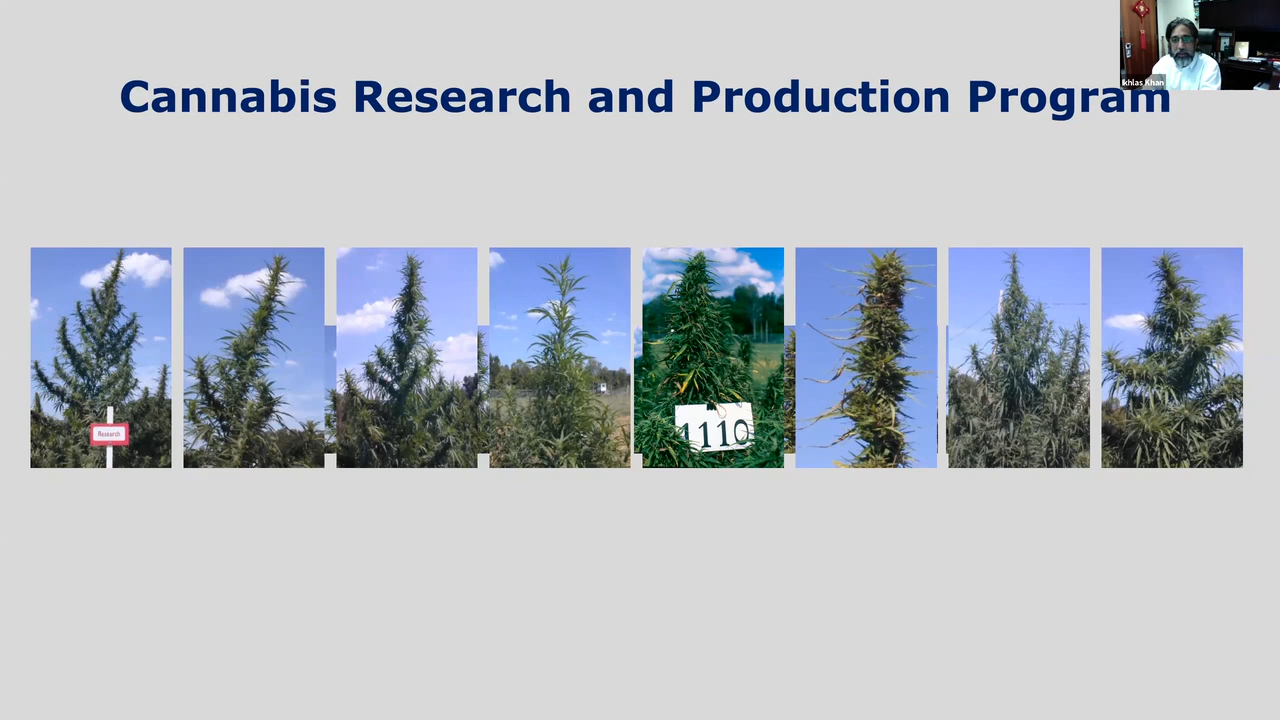 Cannabis Research and Production Program
Ikhlas Khan
Research
1110